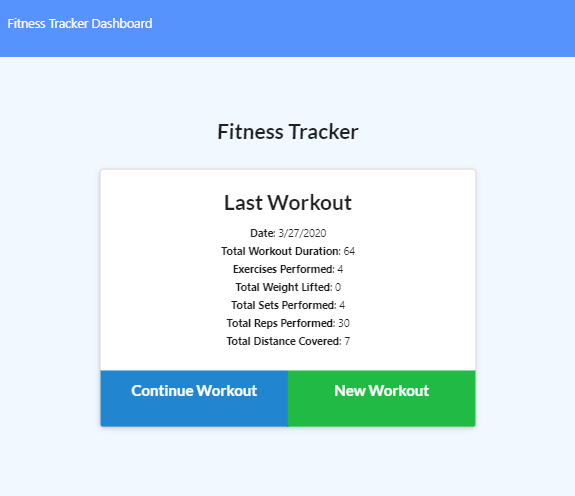 Fitness Tracker Dashboard
Fitness Tracker
Last Workout
Date: 3/27/2020
Total Workout Duration: 64
Exercises Performed: 4
Total Weight Lifted: 0
Total Sets Performed: 4
Total Reps Performed: 30
Total Distance Covered: 7
Continue Workout New Workout